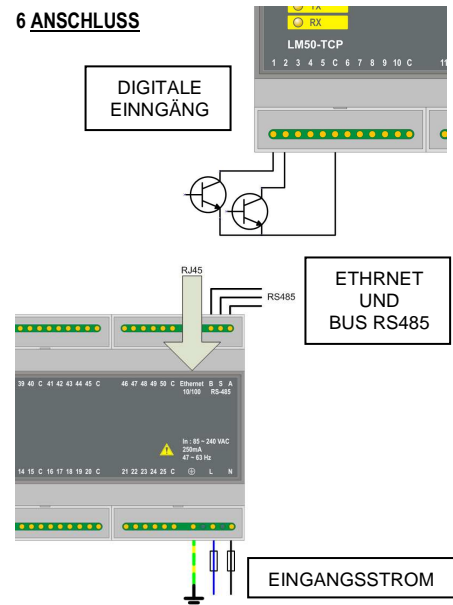 6 ANSCHLUSS
TX
RX
LM50-TCP
1 2 3 4 5 C 6 7 8 9 10 C 11
DIGITALE
EINNGÄNG
RJ45
RS485
ETHRNET
UND
BUS RS485
39 40 C 41 42 43 44 45 C 46 47 48 49 50 C Ethernet B S A
10/100 RS-485
In : 85 ~ 240 VAC
250mA
47 ~ 63 Hz
14 15 C 16 17 18 19 20 C 21 22 23 24 25 C L N
EINGANGSSTROM